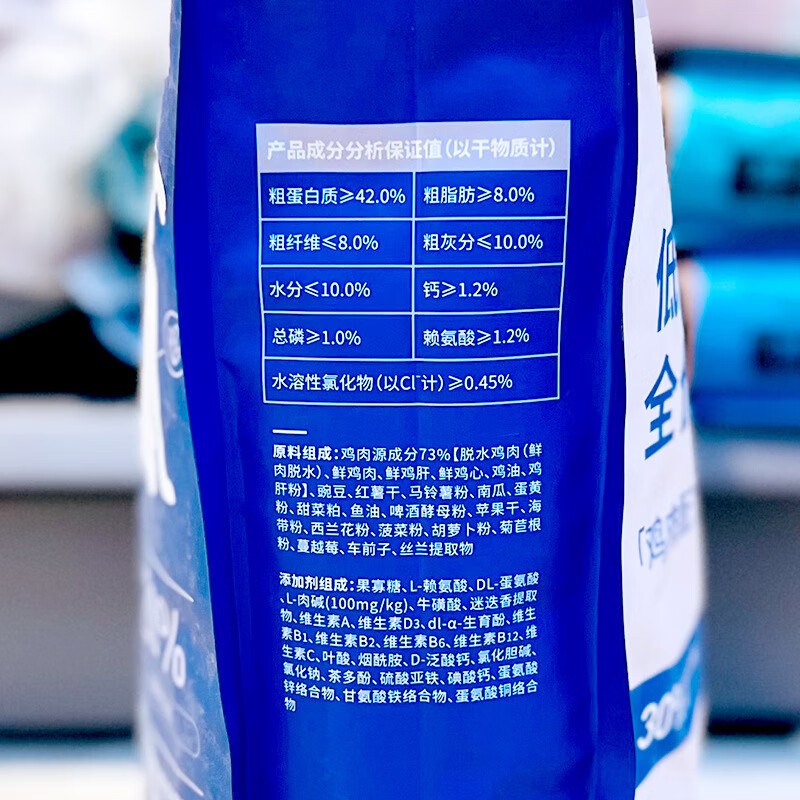 产品成分分析保证值（以干物质计）
粗蛋白质≥42.0% 粗脂肪≥8.0%
粗纤维≤8.0% 粗灰分≤10.0%
水分≤10.0% 钙≥1.2%
总磷≥1.0% 赖氨酸≥1.2%
水溶性氯化物（以Cl⁻计）≥0.45%
原料组成：鸡肉源成分73%【脱水鸡肉（鲜
肉脱水）、鲜鸡肉、鲜鸡肝、鲜鸡心、鸡油、鸡
肝粉】、豌豆、红薯干、马铃薯粉、南瓜、蛋黄
粉、甜菜粕、鱼油、啤酒酵母粉、苹果干、海
带粉、西兰花粉、菠菜粉、胡萝卜粉、菊苣根
粉、蔓越莓、车前子、丝兰提取物
添加剂组成：果寡糖、L-赖氨酸、DL-蛋氨酸
、L-肉碱(100mg/kg)、牛磺酸、迷迭香提取
物、维生素A、维生素D3、dl-α-生育酚、维生
素B1、维生素B2、维生素B6、维生素B12、维
生素C、叶酸、烟酰胺、D-泛酸钙、氯化胆碱、
氯化钠、茶多酚、硫酸亚铁、碘酸钙、蛋氨酸
锌络合物、甘氨酸铁络合物、蛋氨酸铜络合
物
低
全
「鸡
30%
%